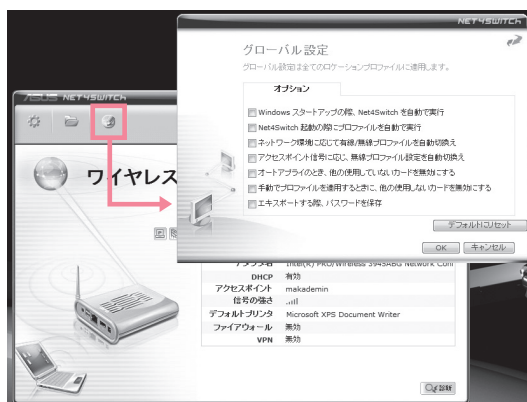 NET4SWITCH
グローバル設定
グローバル設定は全てのロケーションプロファイルに適用します。
オプション
Windows スタートアップの際、Net4Switch を自動で実行
Net4Switch 起動の際にプロファイルを自動で実行
ネットワーク環境に応じて有線/無線プロファイルを自動切換え
アクセスポイント信号に応じ、無線プロファイル設定を自動切換え
オートアプライのとき、他の使用していないカードを無効にする
手動でプロファイルを適用するときに、他の使用しないカードを無効にする
エキスポートする際、パスワードを保存
デフォルトにリセット
OK キャンセル
ASUS NET4SWITCH
ワイヤレス
アダプタ名 Intel(R) PRO/Wireless 3945ABG Network Con
DHCP 有効
アクセスポイント makademin
信号の強さ
デフォルトプリンタ Microsoft XPS Document Writer
ファイアウォール 無効
VPN 無効
診断